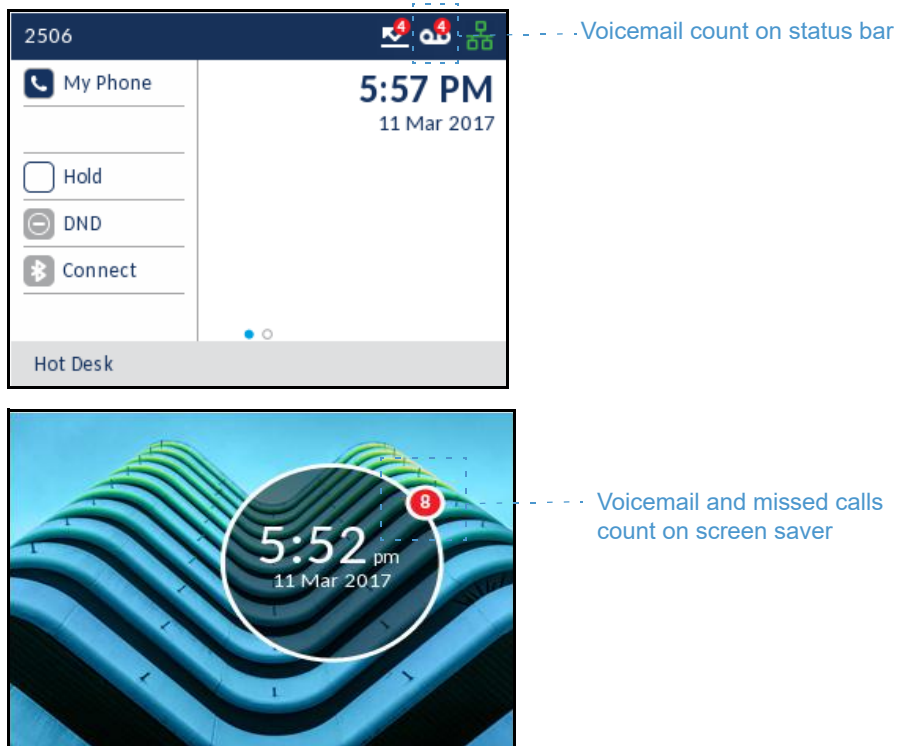 2506
4
4
Voicemail count on status bar
My Phone
5:57 PM
11 Mar 2017
Hold
DND
Connect
Hot Desk
8
Voicemail and missed calls
count on screen saver
5:52 pm
11 Mar 2017